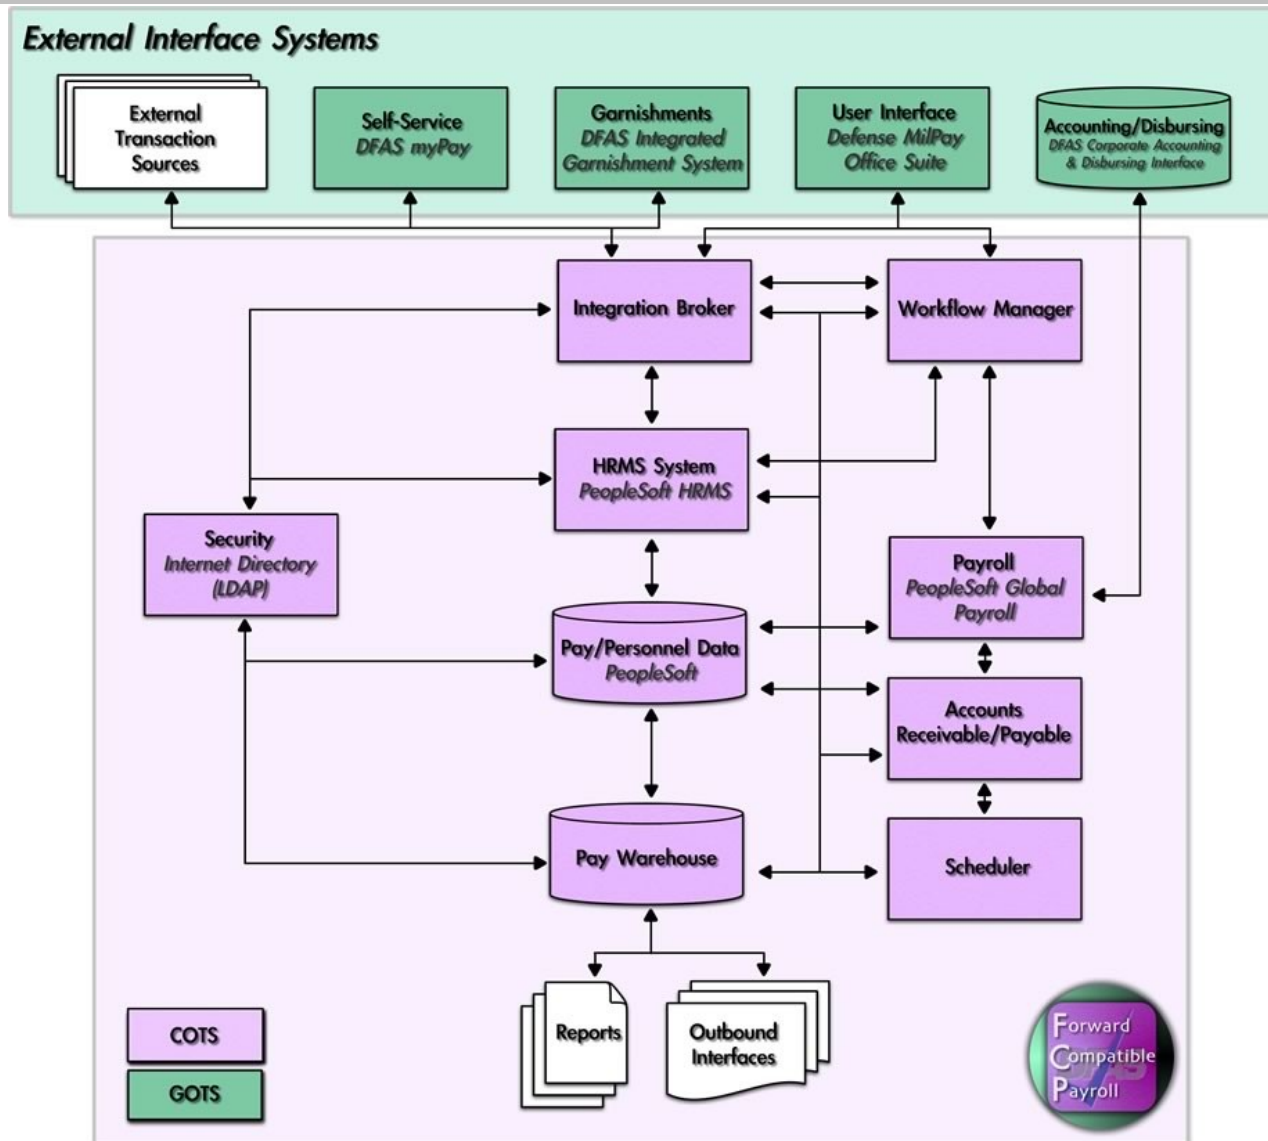 External Interface Systems
External
Transaction
Sources
Self-Service
DFAS myPay
Garnishments
DFAS Integrated
Garnishment System
User Interface
Defense MilPay
Office Suite
Accounting/Disbursing
DFAS Corporate Accounting
& Disbursing Interface
Integration Broker
Workflow Manager
HRMS System
PeopleSoft HRMS
Security
Internet Directory
(LDAP)
Payroll
PeopleSoft Global
Payroll
Pay/Personnel Data
PeopleSoft
Accounts
Receivable/Payable
Pay Warehouse
Scheduler
Reports
Outbound
Interfaces
COTS
GOTS
Forward
Compatible
DFAS
Payroll